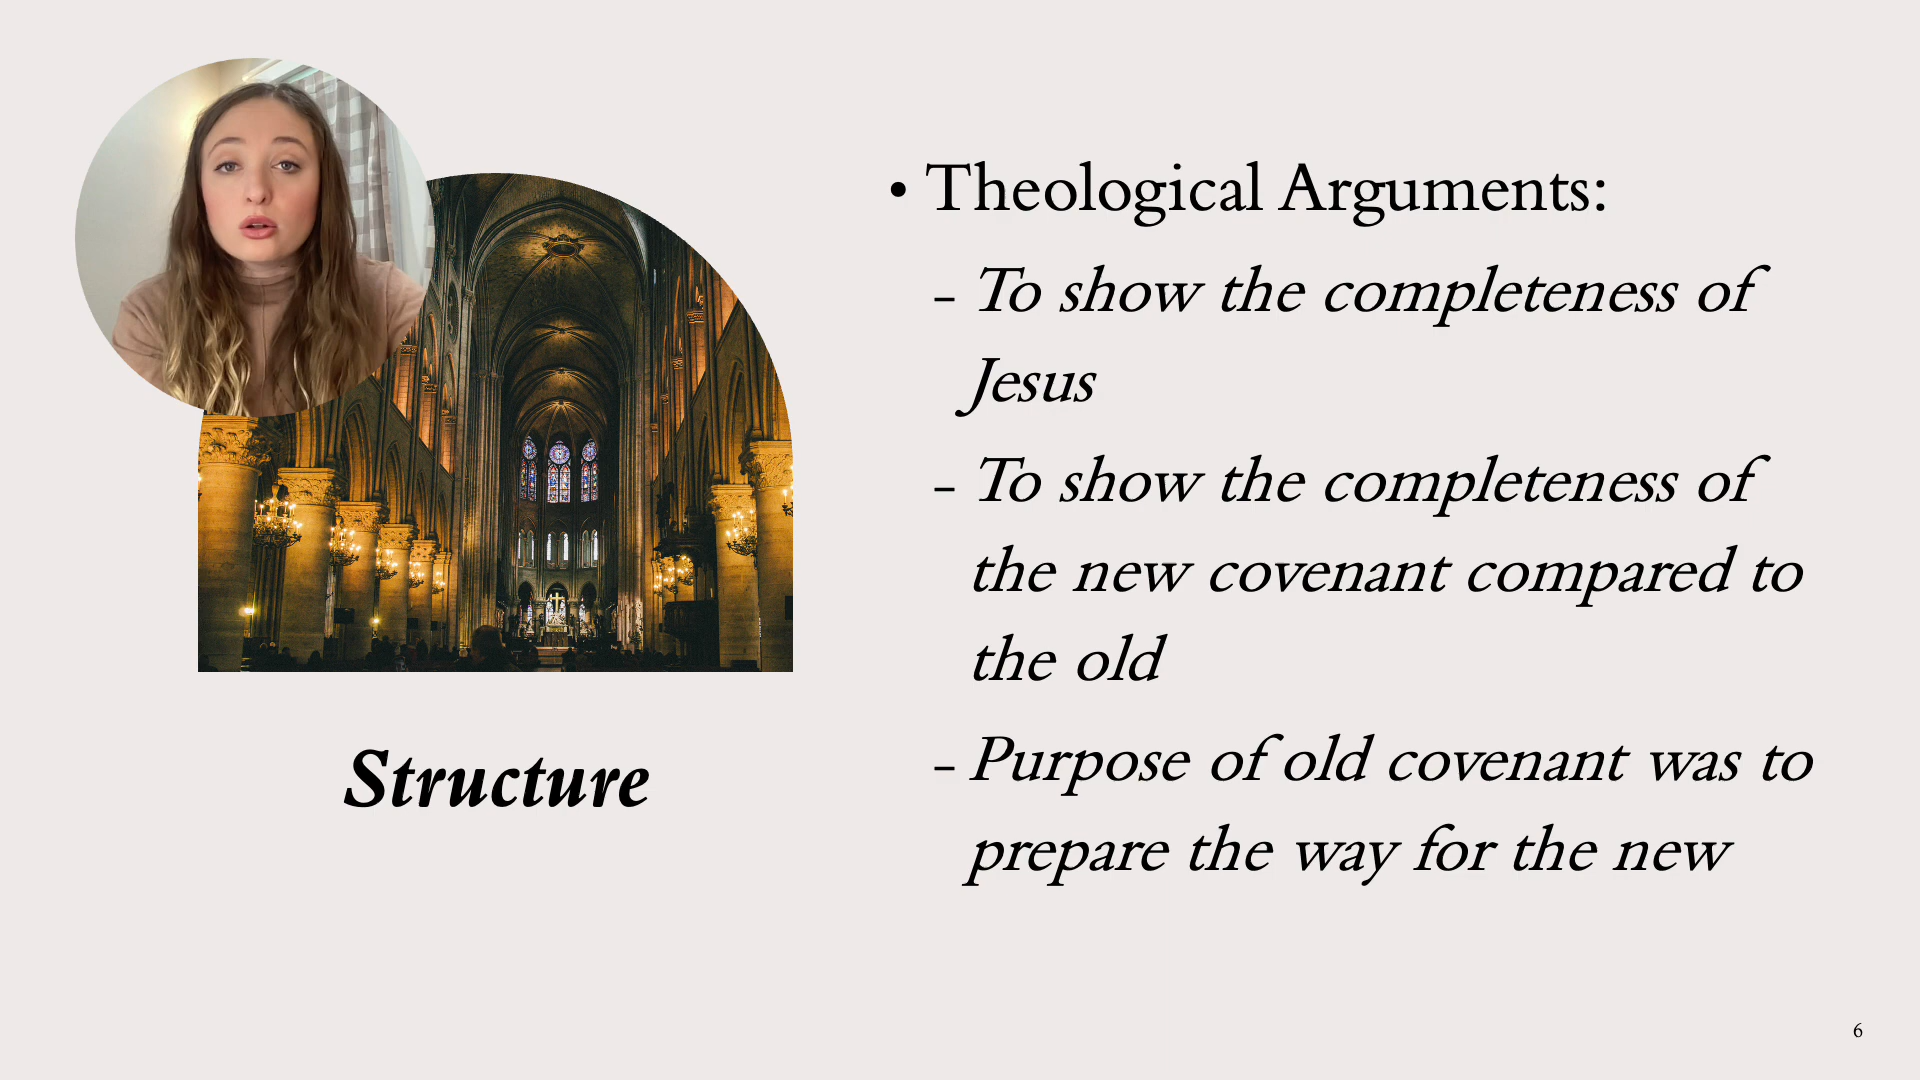 • Theological Arguments:
- To show the completeness of
Jesus
- To show the completeness of
the new covenant compared to
the old
- Purpose of old covenant was to
prepare the way for the new
Structure
6